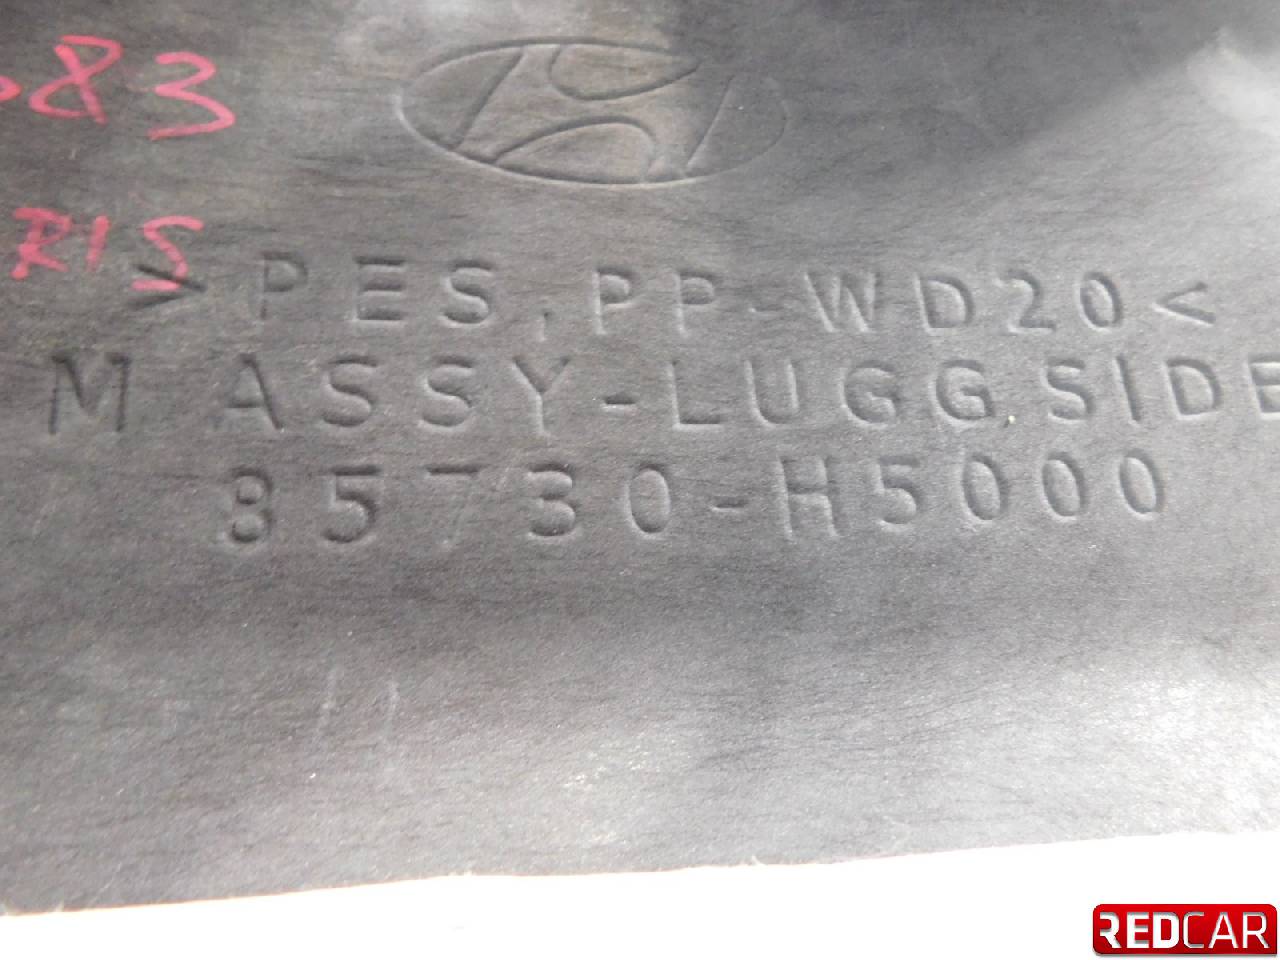 83
RIS
>PES,PP-WD20<
M ASSY-LUGG SIDE
85730-H5000
REDCAR